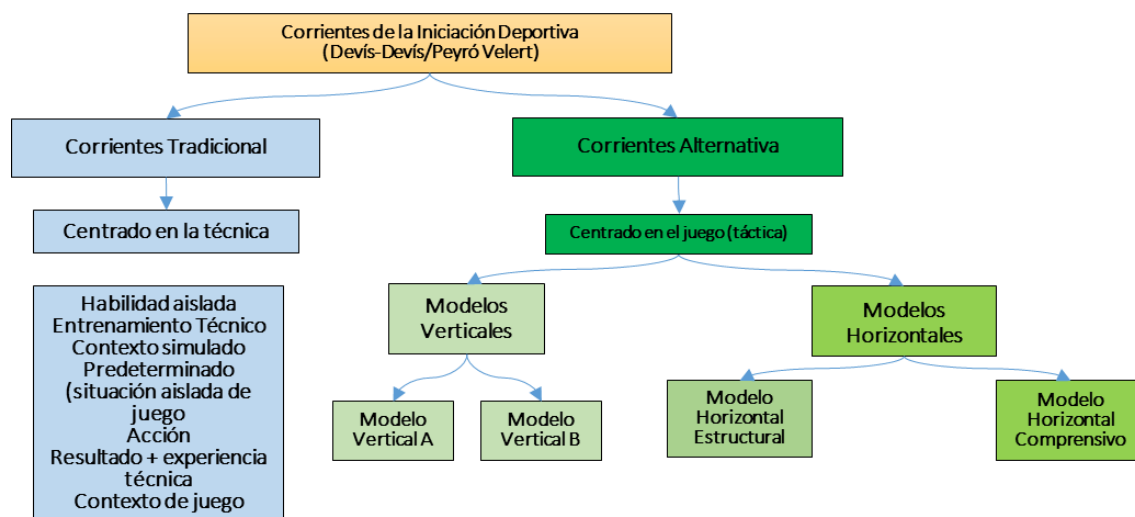 Corrientes de la Iniciación Deportiva
(Devís-Devís/Peyró Velert)
Corrientes Tradicional
Corrientes Alternativa
Centrado en la técnica
Centrado en el juego (táctica)
Habilidad aislada
Entrenamiento Técnico
Contexto simulado
Predeterminado
(situación aislada de
juego
Acción
Resultado + experiencia
técnica
Contexto de juego
Modelos
Verticales
Modelos
Horizontales
Modelo
Vertical A
Modelo
Vertical B
Modelo
Horizontal
Estructural
Modelo
Horizontal
Comprensivo